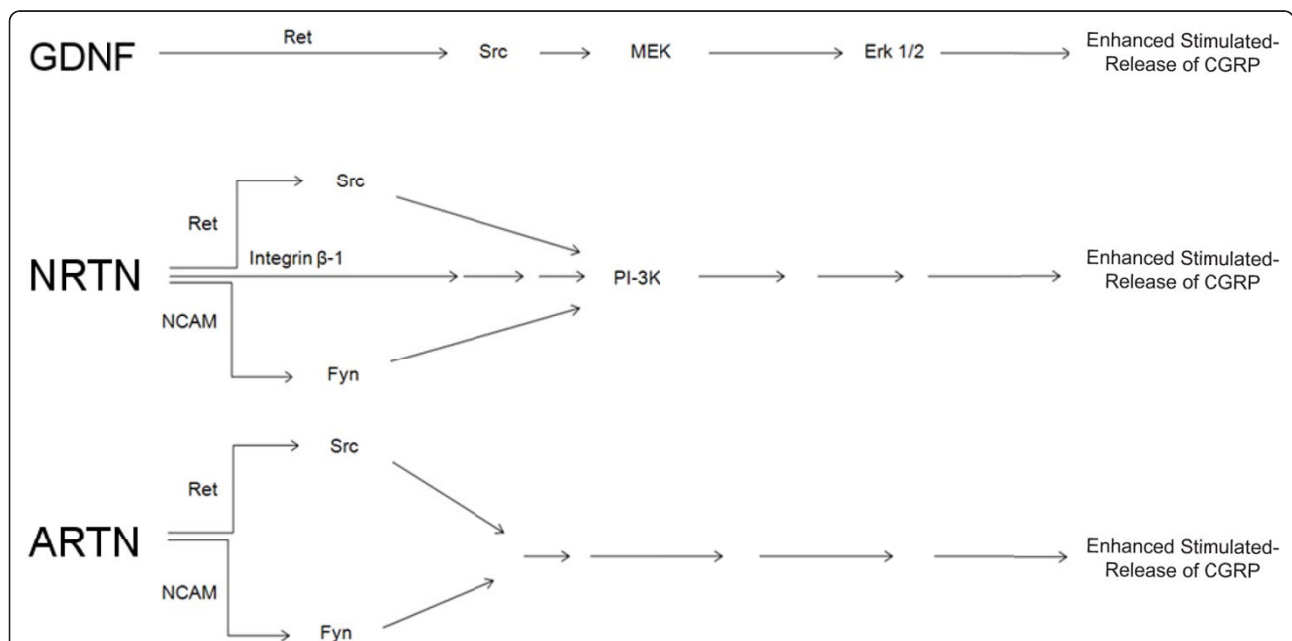 GDNF
Ret
Src
MEK
Erk 1/2
Enhanced Stimulated-
Release of CGRP
NRTN
Ret
Src
Integrin β-1
PI-3K
NCAM
Fyn
Enhanced Stimulated-
Release of CGRP
ARTN
Ret
Src
NCAM
Fyn
Enhanced Stimulated-
Release of CGRP